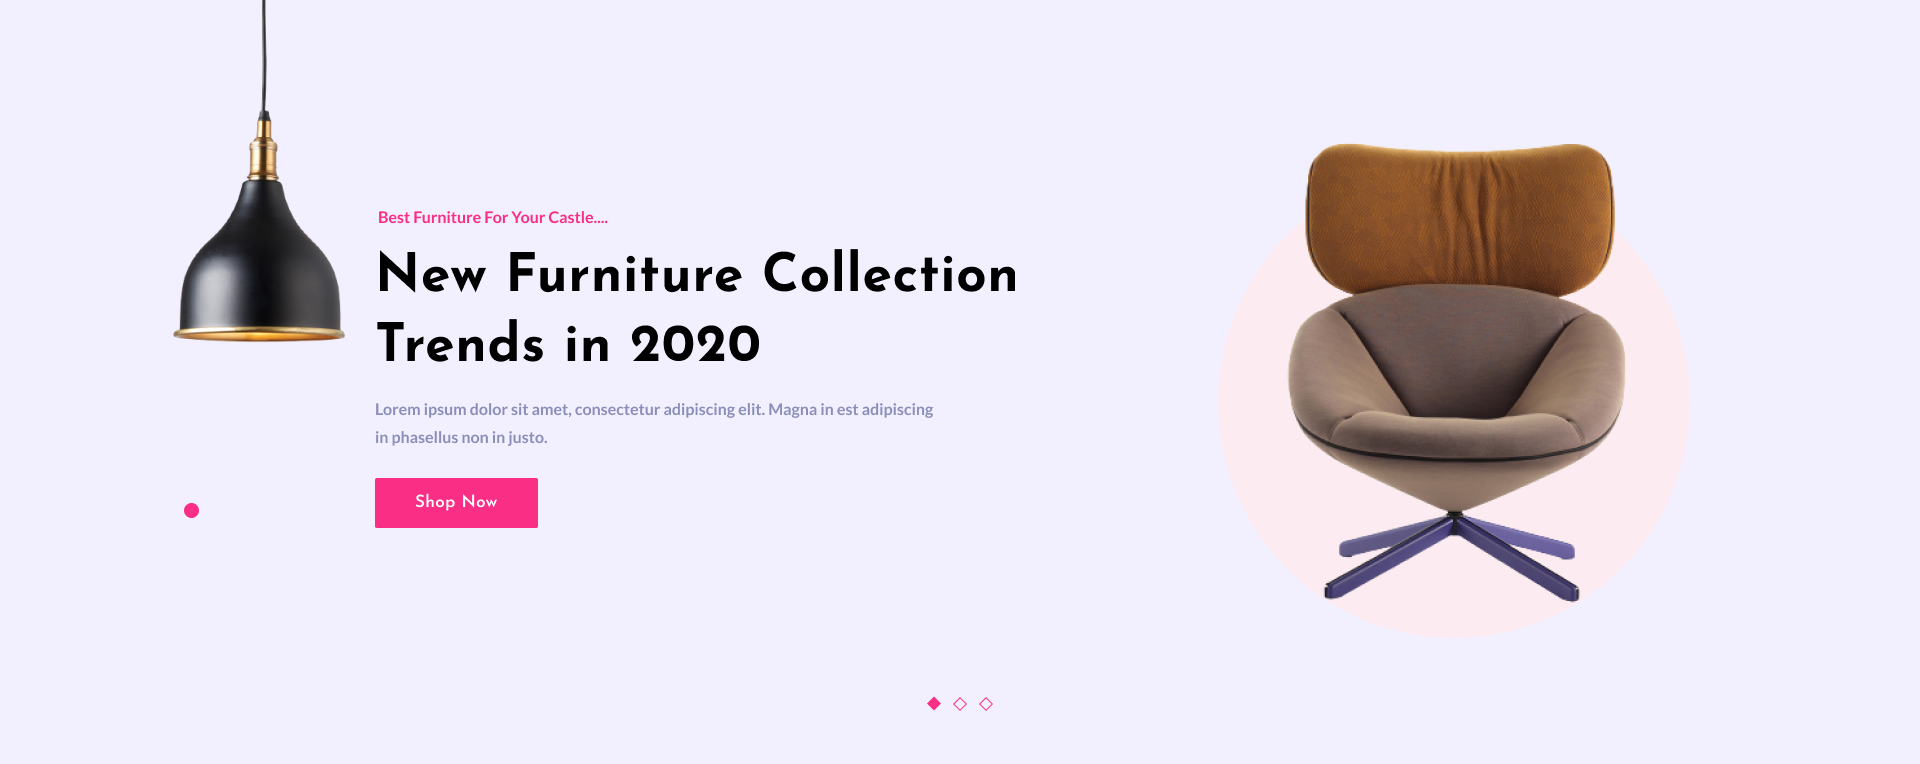 Best Furniture For Your Castle....
New Furniture Collection
Trends in 2020
Lorem ipsum dolor sit amet, consectetur adipiscing elit. Magna in est adipiscing
in phasellus non in justo.
Shop Now